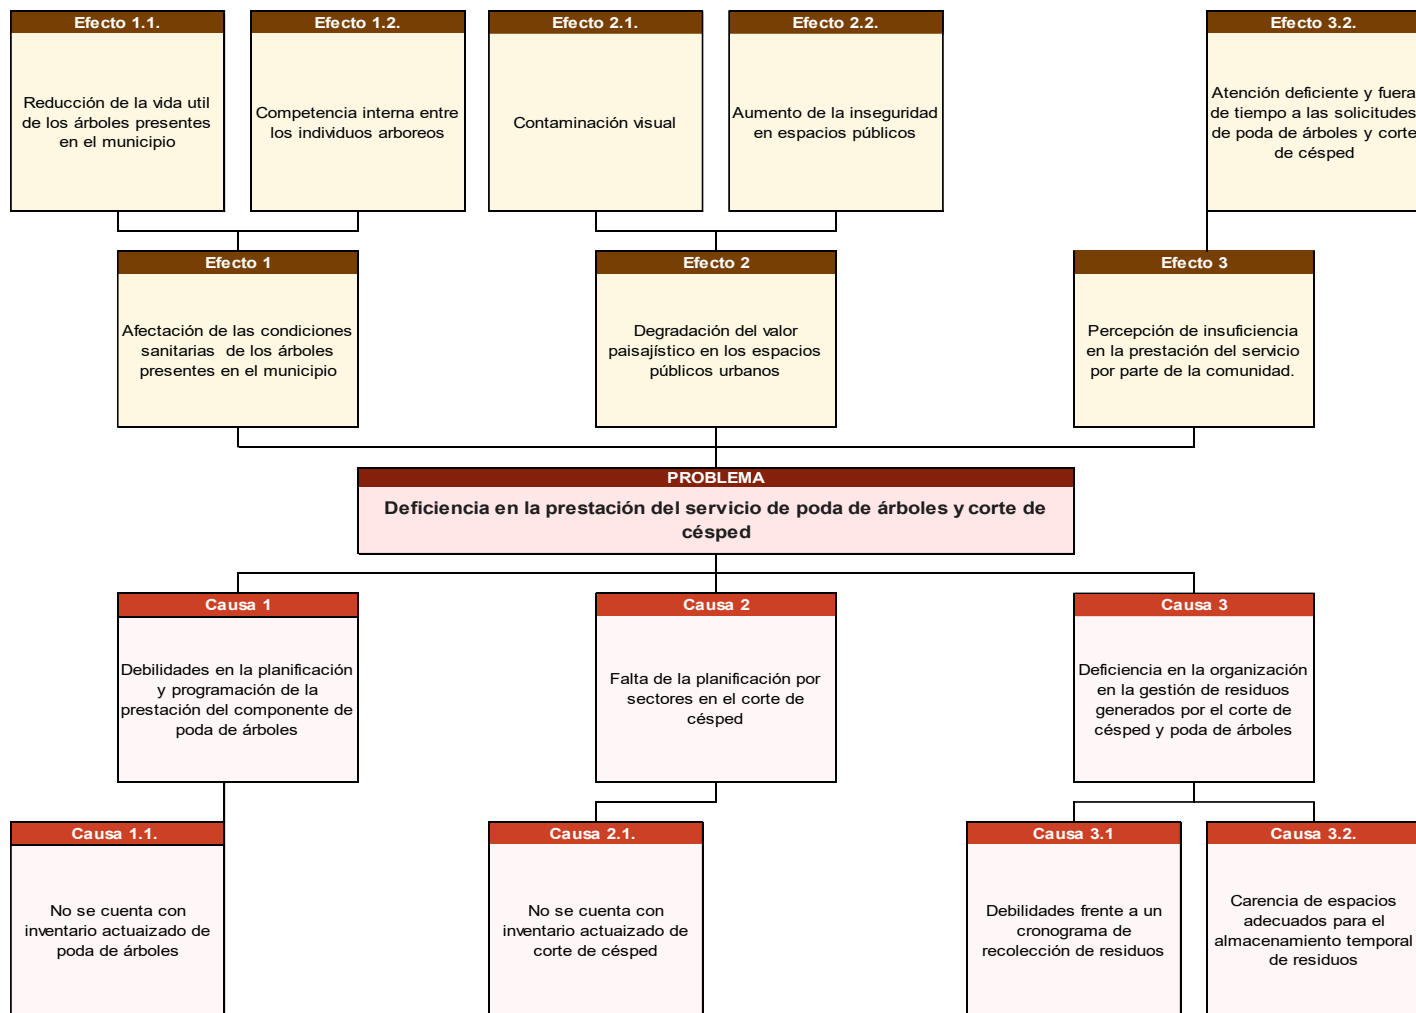 Efecto 1.1.
Reducción de la vida util
de los árboles presentes
en el municipio
Efecto 1.2.
Competencia interna entre
los individuos arboreos
Efecto 2.1.
Contaminación visual
Efecto 2.2.
Aumento de la inseguridad
en espacios públicos
Efecto 3.2.
Atención deficiente y fuera
de tiempo a las solicitudes
de poda de árboles y corte
de césped
Efecto 1
Afectación de las condiciones
sanitarias de los árboles
presentes en el municipio
Efecto 2
Degradación del valor
paisajístico en los espacios
públicos urbanos
Efecto 3
Percepción de insuficiencia
en la prestación del servicio
por parte de la comunidad.
PROBLEMA
Deficiencia en la prestación del servicio de poda de árboles y corte de
césped
Causa 1
Debilidades en la planificación
y programación de la
prestación del componente de
poda de árboles
Causa 2
Falta de la planificación por
sectores en el corte de
césped
Causa 3
Deficiencia en la organización
en la gestión de residuos
generados por el corte de
césped y poda de árboles
Causa 1.1.
No se cuenta con
inventario actuaizado de
poda de árboles
Causa 2.1.
No se cuenta con
inventario actuaizado de
corte de césped
Causa 3.1
Debilidades frente a un
cronograma de
recolección de residuos
Causa 3.2.
Carencia de espacios
adecuados para el
almacenamiento temporal
de residuos